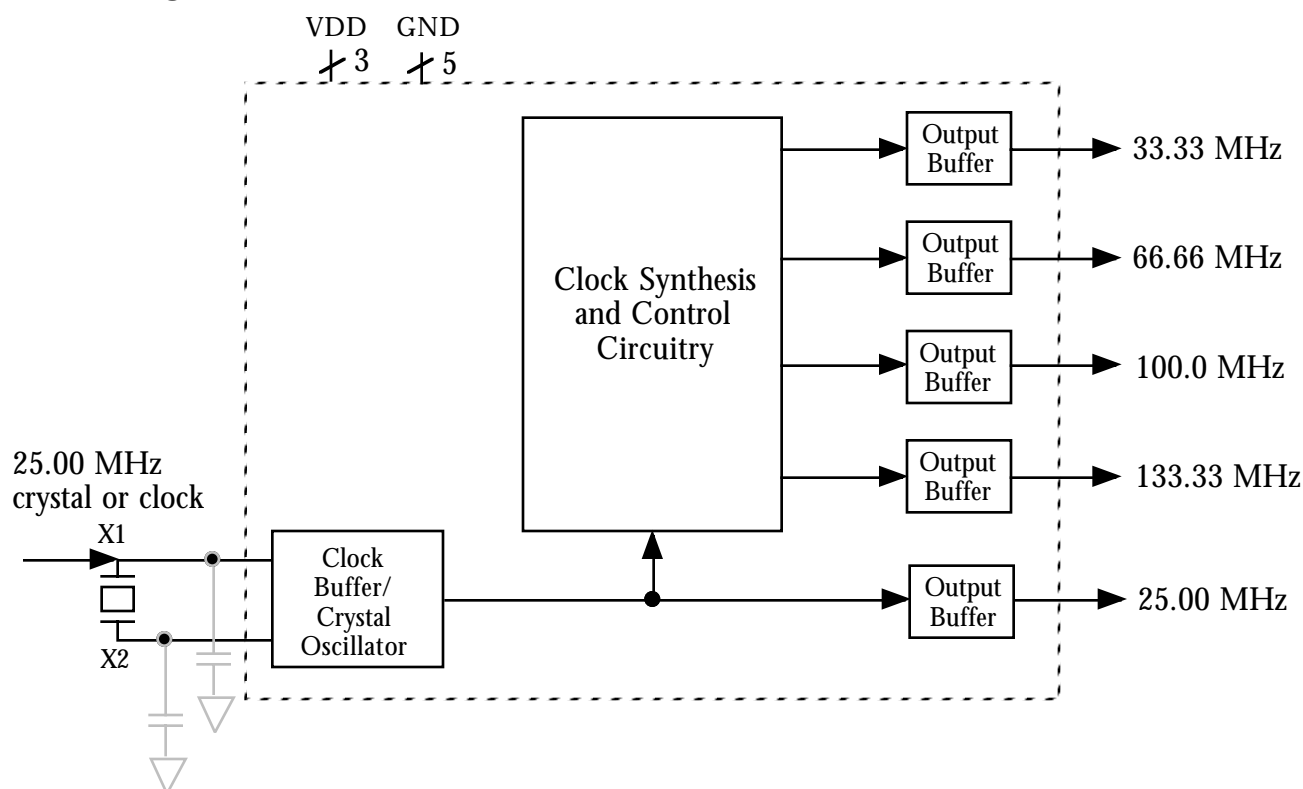 VDD GND
3 5
Output
Buffer
33.33 MHz
Output
Buffer
66.66 MHz
Clock Synthesis
and Control
Circuitry
Output
Buffer
100.0 MHz
Output
Buffer
133.33 MHz
25.00 MHz
crystal or clock
X1
X2
Clock
Buffer/
Crystal
Oscillator
Output
Buffer
25.00 MHz